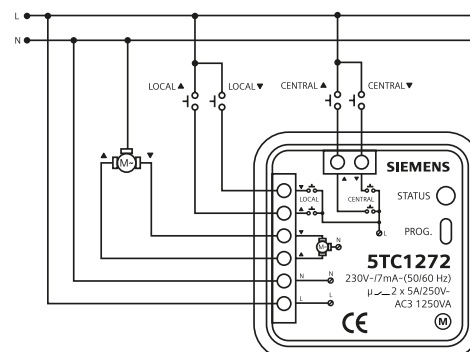 L
N
LOCAL ▲ LOCAL ▼
CENTRAL ▲ CENTRAL ▼
▲ M~ ▼
SIEMENS
▼ LOCAL ▲
▲ ▼ CENTRAL
L
STATUS
PROG.
▼ M~ N
▲
N N
L L
5TC1272
230V~/7mA~(50/60 Hz)
µ 2 x 5A/250V~
AC3 1250VA
CE M